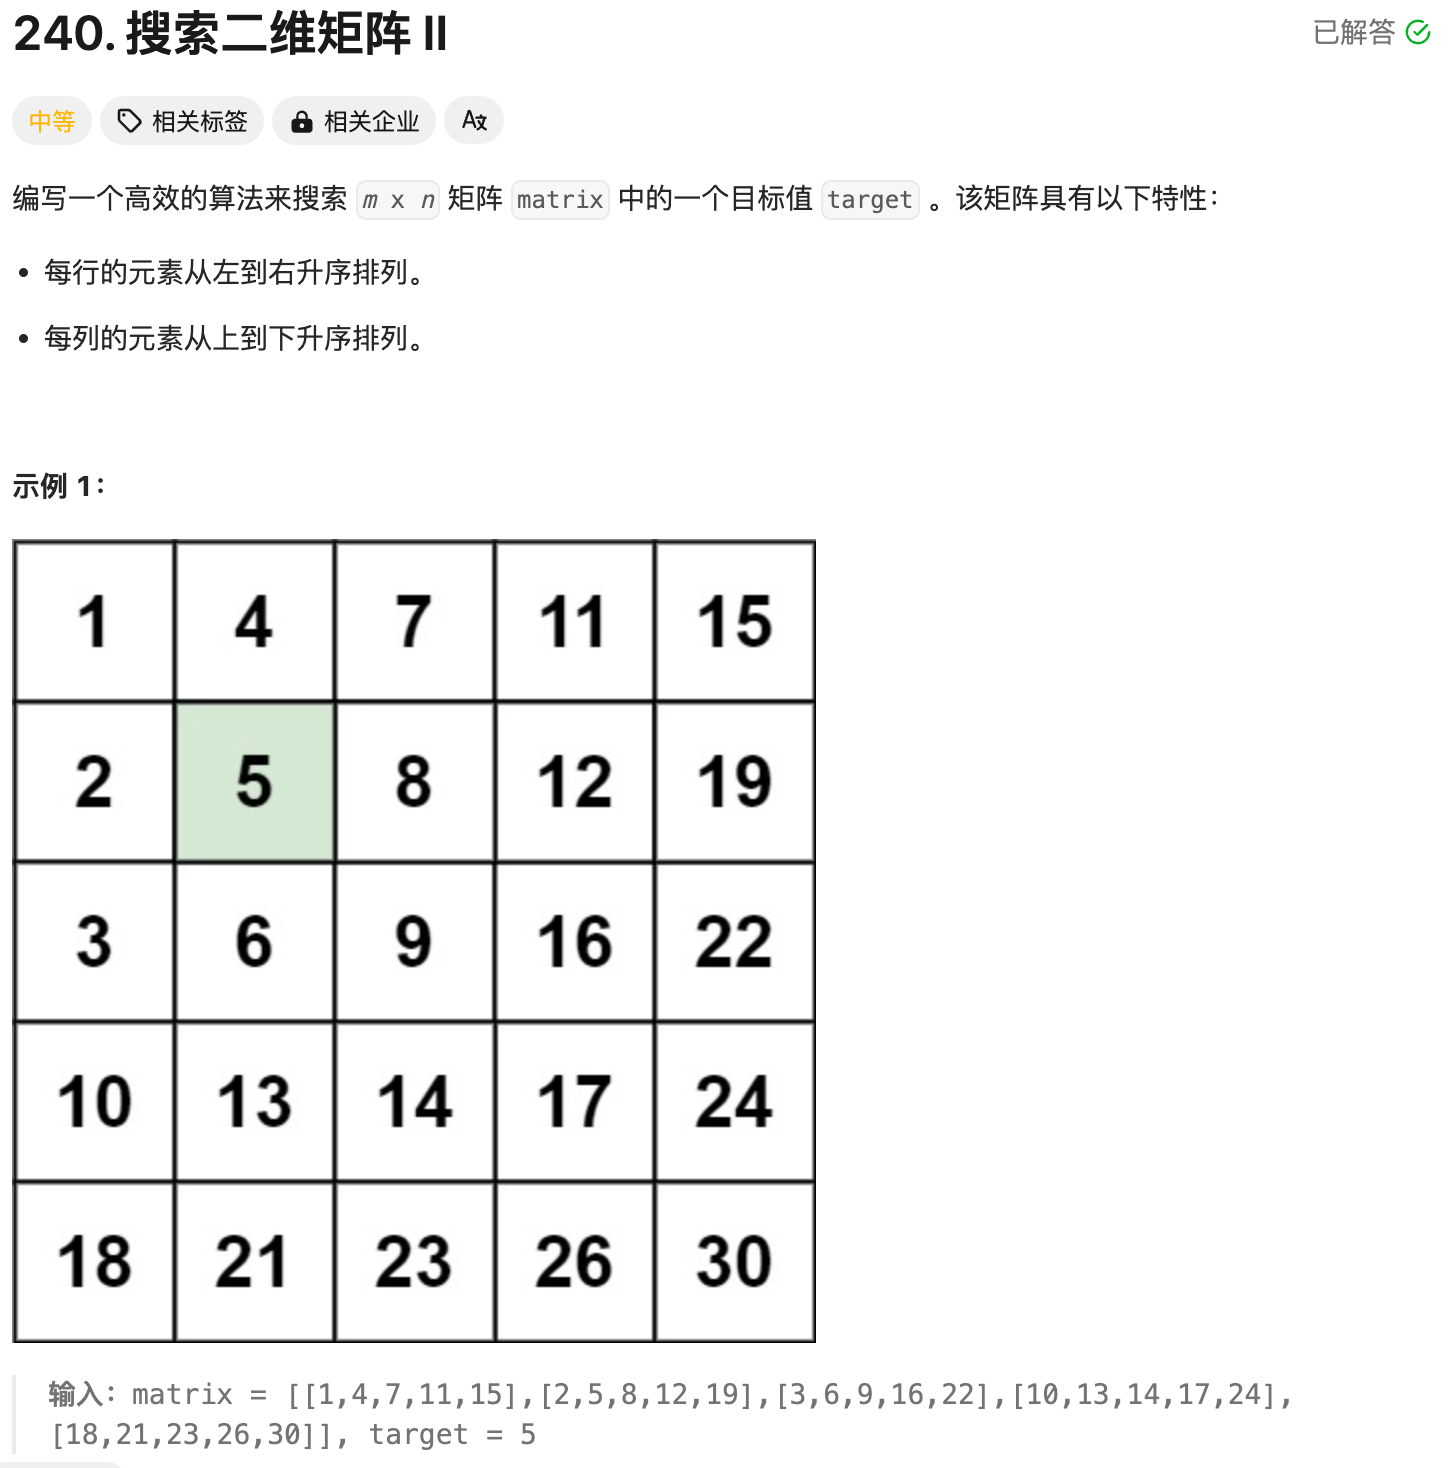 240. 搜索二维矩阵 II
已解答
中等 相关标签 相关企业 A文
编写一个高效的算法来搜索 m x n 矩阵 matrix 中的一个目标值 target 。该矩阵具有以下特性：
• 每行的元素从左到右升序排列。
• 每列的元素从上到下升序排列。
示例 1：
1 4 7 11 15
2 5 8 12 19
3 6 9 16 22
10 13 14 17 24
18 21 23 26 30
输入：matrix = [[1,4,7,11,15],[2,5,8,12,19],[3,6,9,16,22],[10,13,14,17,24],
[18,21,23,26,30]], target = 5